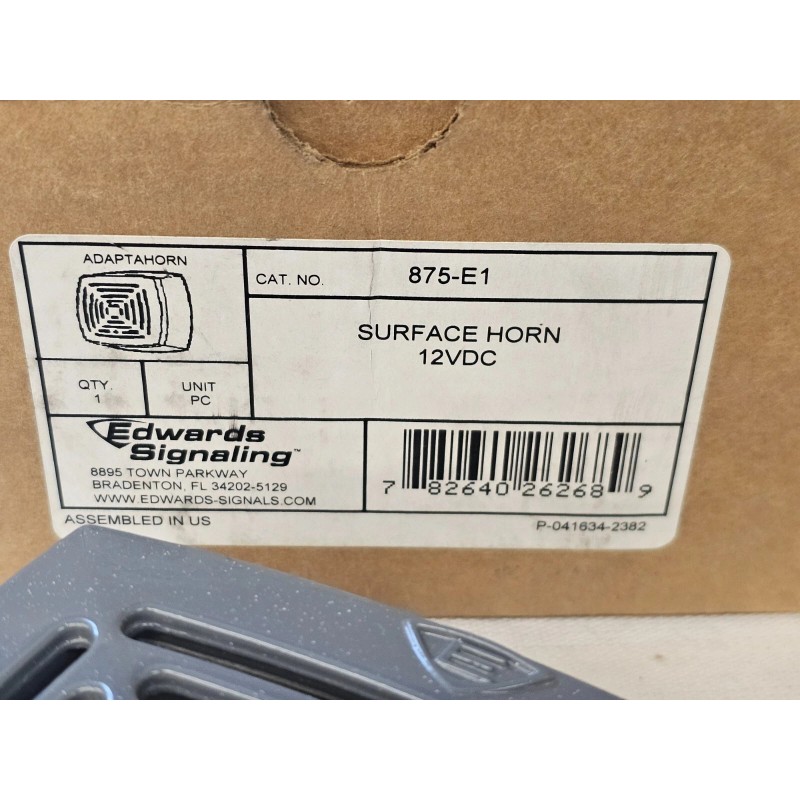 ADAPTAHORN
CAT. NO. 875-E1
SURFACE HORN
12VDC
QTY. 1
UNIT PC
Edwards
Signaling™
8895 TOWN PARKWAY
BRADENTON, FL 34202-5129
WWW.EDWARDS-SIGNALS.COM
7 82640 26268 9
ASSEMBLED IN US
P-041634-2382